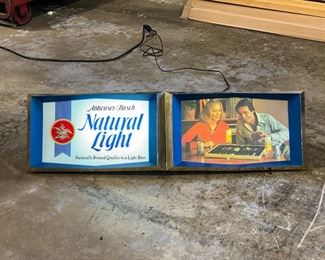 Anheuser-Busch
Natural
Light
Naturally Brewed Quality in a Light Beer